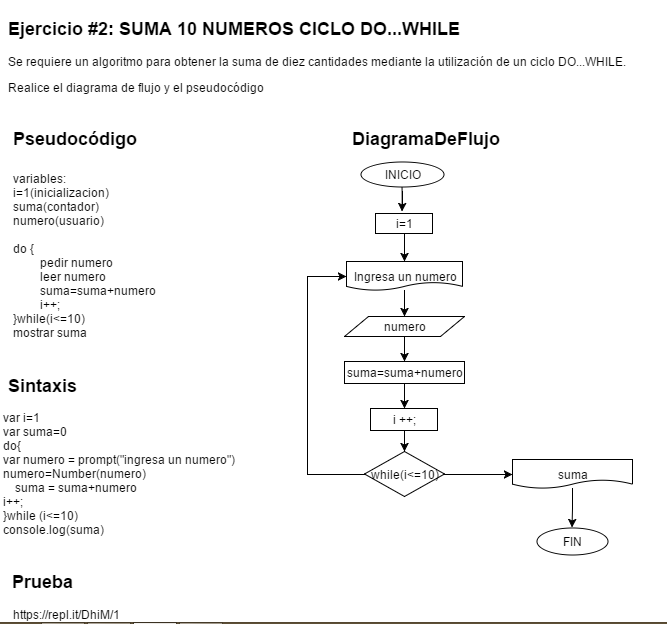 Ejercicio #2: SUMA 10 NUMEROS CICLO DO...WHILE
Se requiere un algoritmo para obtener la suma de diez cantidades mediante la utilización de un ciclo DO...WHILE.
Realice el diagrama de flujo y el pseudocódigo
Pseudocódigo
variables:
i=1(inicializacion)
suma(contador)
numero(usuario)
do {
pedir numero
leer numero
suma=suma+numero
i++;
}while(i<=10)
mostrar suma
Sintaxis
var i=1
var suma=0
do{
var numero = prompt("ingresa un numero")
numero=Number(numero)
suma = suma+numero
i++;
}while (i<=10)
console.log(suma)
Prueba
https://repl.it/DhiM/1
DiagramaDeFlujo
INICIO
i=1
Ingresa un numero
numero
suma=suma+numero
i ++;
while(i<=10)
suma
FIN